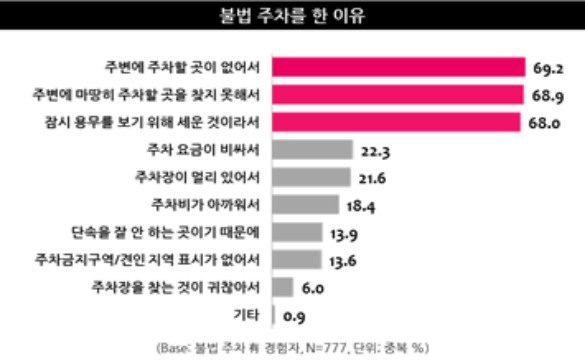 불법 주차를 한 이유
주변에 주차할 곳이 없어서 69.2
주변에 마땅히 주차할 곳을 찾지 못해서 68.9
잠시 용무를 보기 위해 세운 것이라서 68.0
주차 요금이 비싸서 22.3
주차장이 멀리 있어서 21.6
주차비가 아까워서 18.4
단속을 잘 안 하는 곳이기 때문에 13.9
주차금지구역/견인 지역 표시가 없어서 13.6
주차장을 찾는 것이 귀찮아서 6.0
기타 0.9
(Base: 불법 주차 有 경험자, N=777, 단위; 중복 %)